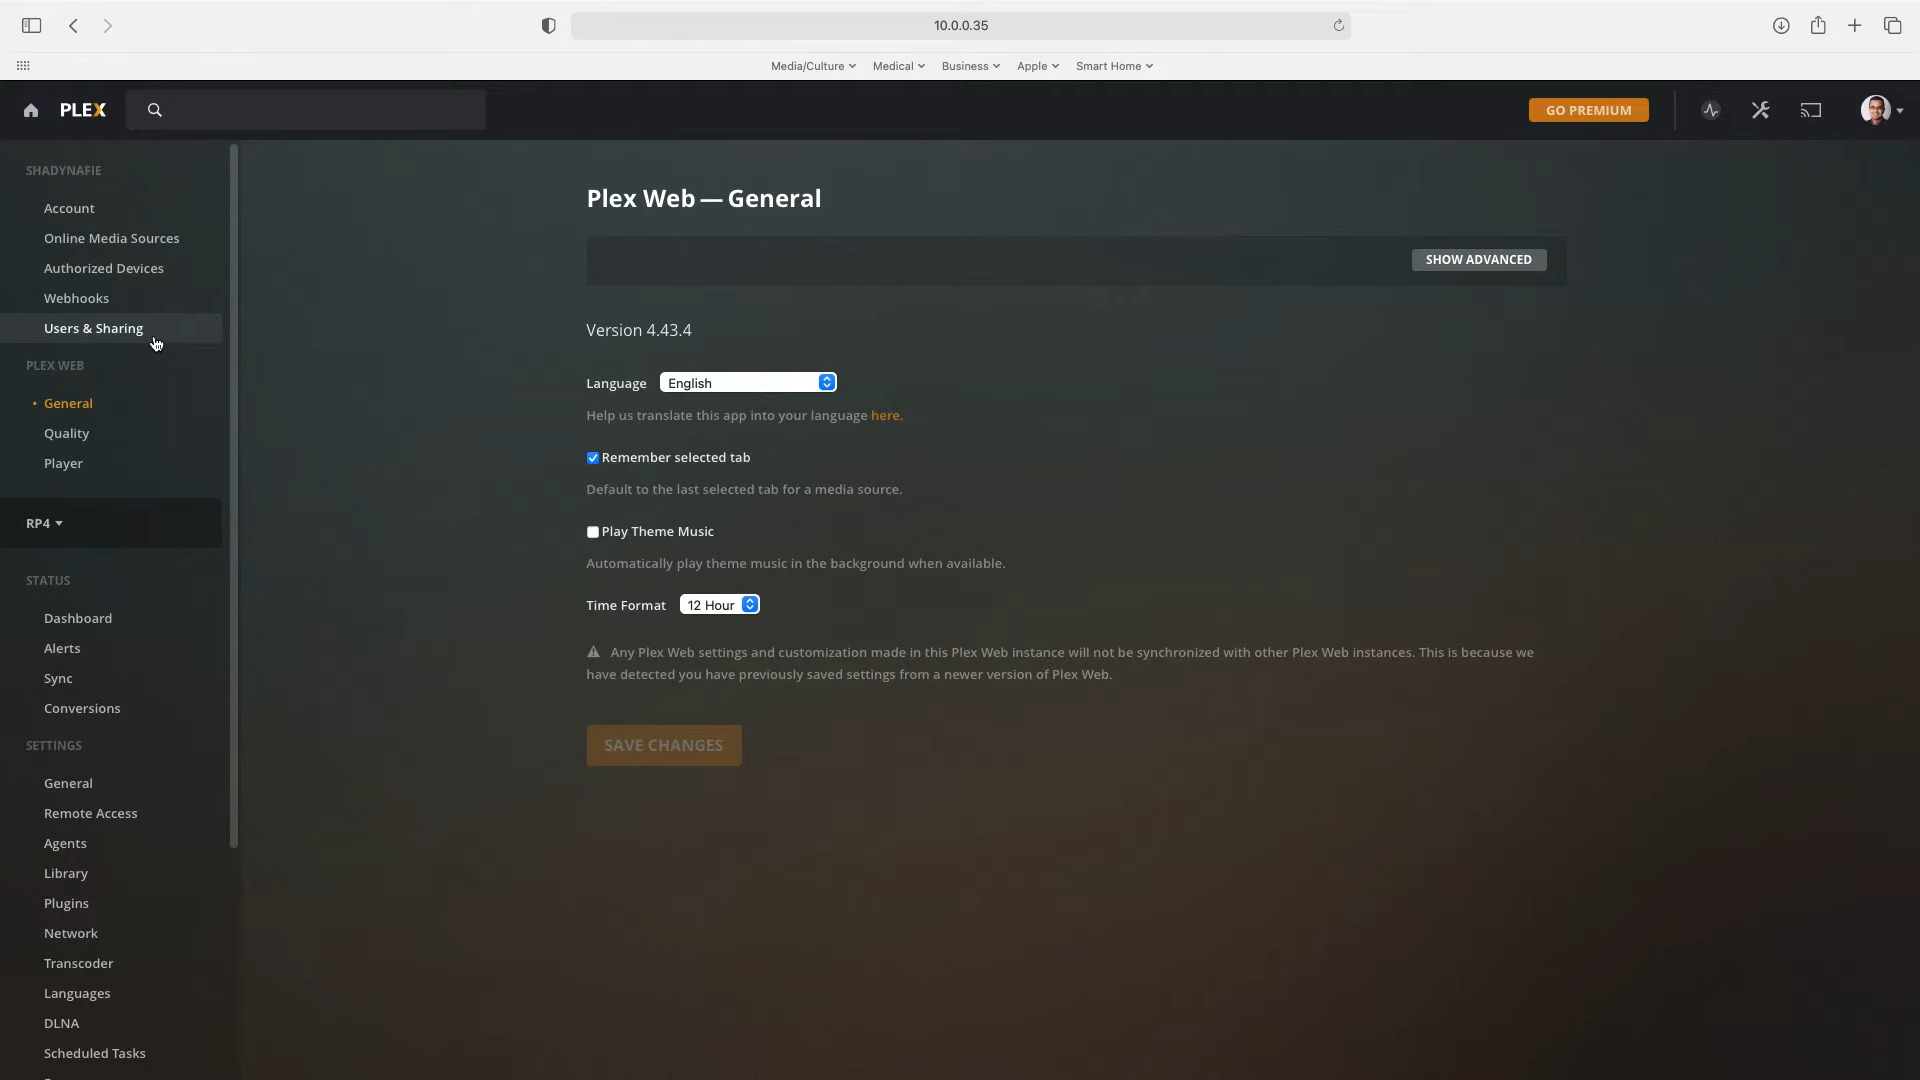 10.0.0.35
Media/Culture Medical Business Apple Smart Home
PLEX GO PREMIUM
SHADYNAFIE
Account
Online Media Sources
Authorized Devices
Webhooks
Users & Sharing
PLEX WEB
General
Quality
Player
RP4
STATUS
Dashboard
Alerts
Sync
Conversions
SETTINGS
General
Remote Access
Agents
Library
Plugins
Network
Transcoder
Languages
DLNA
Scheduled Tasks
Plex Web — General
SHOW ADVANCED
Version 4.43.4
Language English
Help us translate this app into your language here.
Remember selected tab
Default to the last selected tab for a media source.
Play Theme Music
Automatically play theme music in the background when available.
Time Format 12 Hour
Any Plex Web settings and customization made in this Plex Web instance will not be synchronized with other Plex Web instances. This is because we
have detected you have previously saved settings from a newer version of Plex Web.
SAVE CHANGES